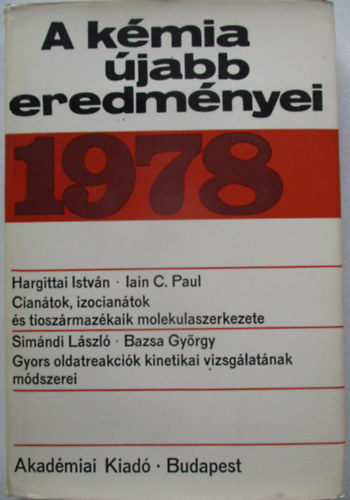 A kémia
újabb
eredményei
1978
Hargittai István · Iain C. Paul
Cianátok, izocianátok
és tioszármazékaik molekulaszerkezete
Simándi László · Bazsa György
Gyors oldatreakciók kinetikai vizsgálatának
módszerei
Akadémiai Kiadó · Budapest